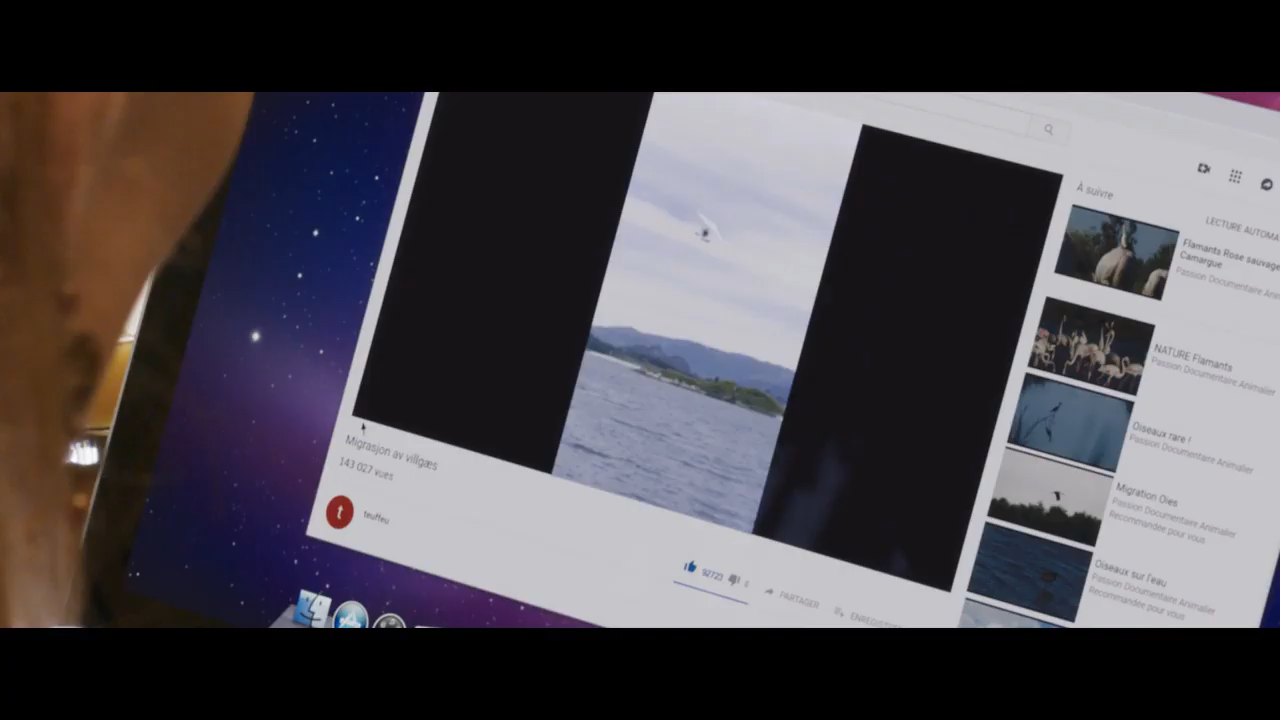 À suivre
LECTURE AUTOMA
Flamants Rose sauvage
Camargue
Passion Documentaire Anim
NATURE Flamants
Passion Documentaire Animalier
Oiseaux rare !
Passion Documentaire Animalier
Migration Oies
Passion Documentaire Animalier
Recommandée pour vous
Oiseaux sur l'eau
Passion Documentaire Animalier
Recommandée pour vous
Migrasjon av villgæs
143 027 vues
t
teuffeu
92723
PARTAGER